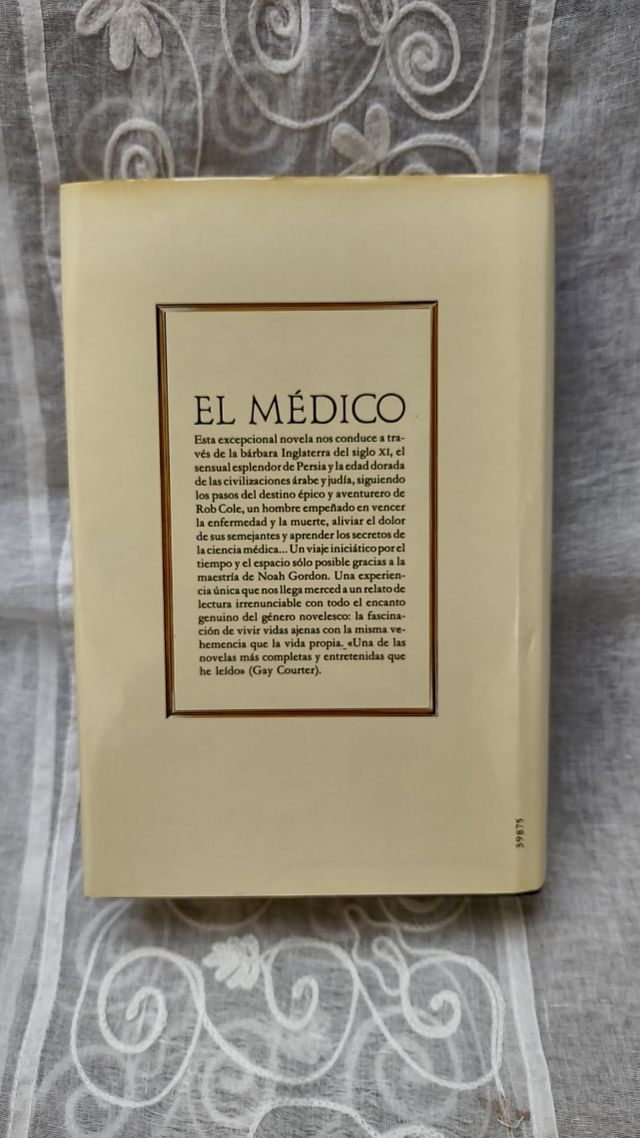 EL MÉDICO
Esta excepcional novela nos conduce a tra-
vés de la bárbara Inglaterra del siglo XI, el
sensual esplendor de Persia y la edad dorada
de las civilizaciones árabe y judía, siguiendo
los pasos del destino épico y aventurero de
Rob Cole, un hombre empeñado en vencer
la enfermedad y la muerte, aliviar el dolor
de sus semejantes y aprender los secretos de
la ciencia médica... Un viaje iniciático por el
tiempo y el espacio sólo posible gracias a la
maestría de Noah Gordon. Una experien-
cia única que nos llega merced a un relato de
lectura irrenunciable con todo el encanto
genuino del género novelesco: la fascina-
ción de vivir vidas ajenas con la misma ve-
hemencia que la vida propia. «Una de las
novelas más completas y entretenidas que
he leído» (Gay Courter).
39875